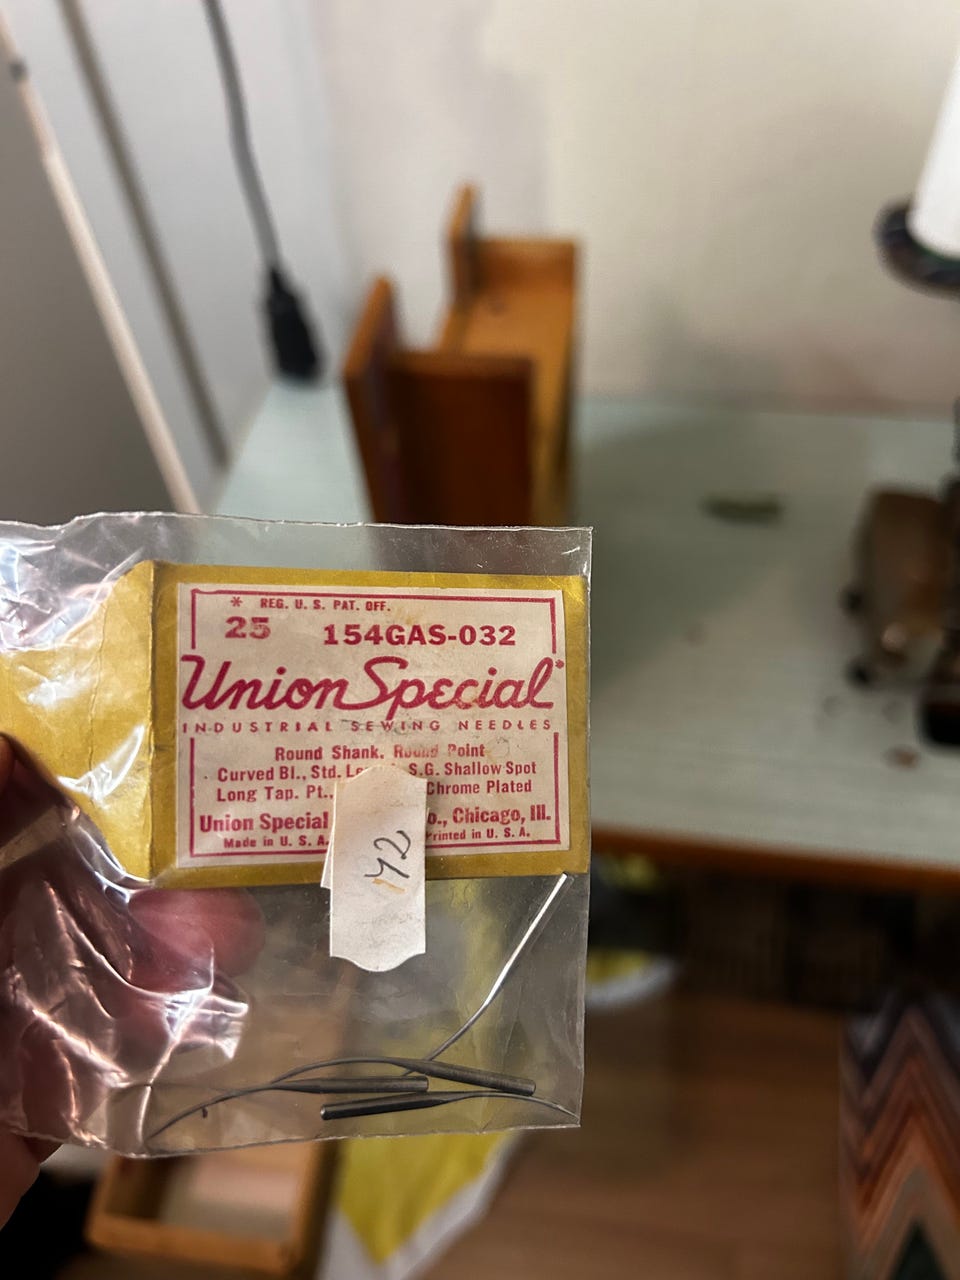 * REG. U. S. PAT. OFF.
25 154GAS-032
Union Special*
INDUSTRIAL SEWING NEEDLES
Round Shank, Round Point
Curved Bl., Std. S.G. Shallow Spot
Long Tap. Pt., Chrome Plated
Union Special Co., Chicago, Ill.
Made in U. S. A. Printed in U. S. A.